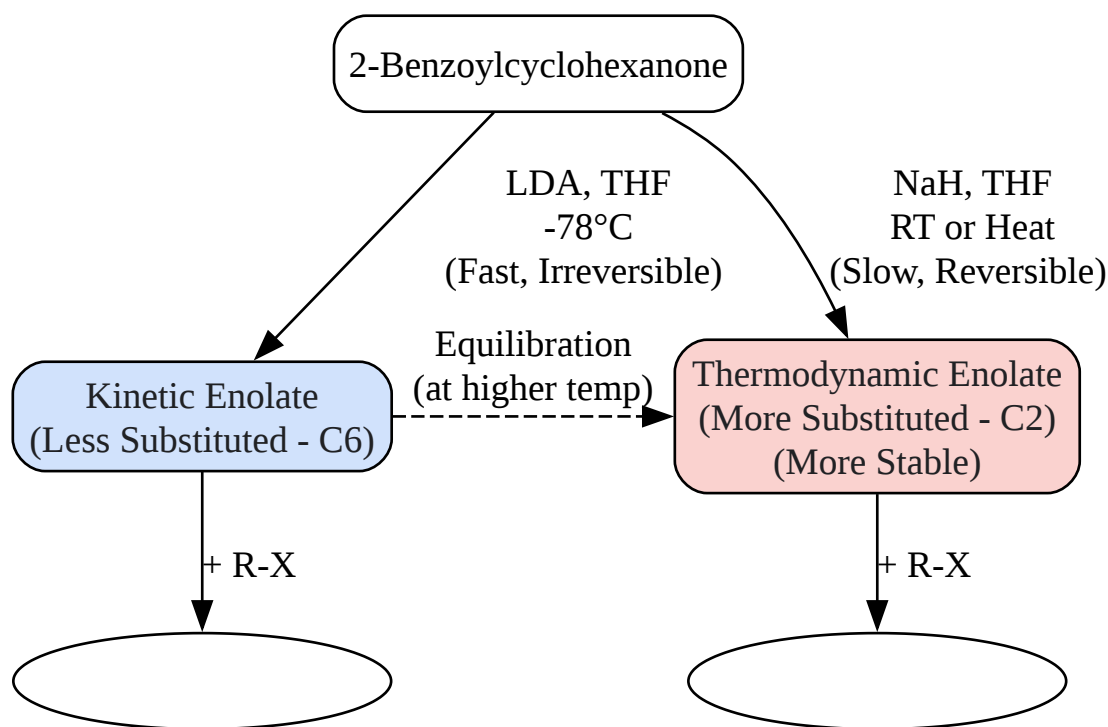 2-Benzoylcyclohexanone
LDA, THF
-78°C
(Fast, Irreversible)
NaH, THF
RT or Heat
(Slow, Reversible)
Equilibration
(at higher temp)
Kinetic Enolate
(Less Substituted - C6)
Thermodynamic Enolate
(More Substituted - C2)
(More Stable)
+ R-X
+ R-X